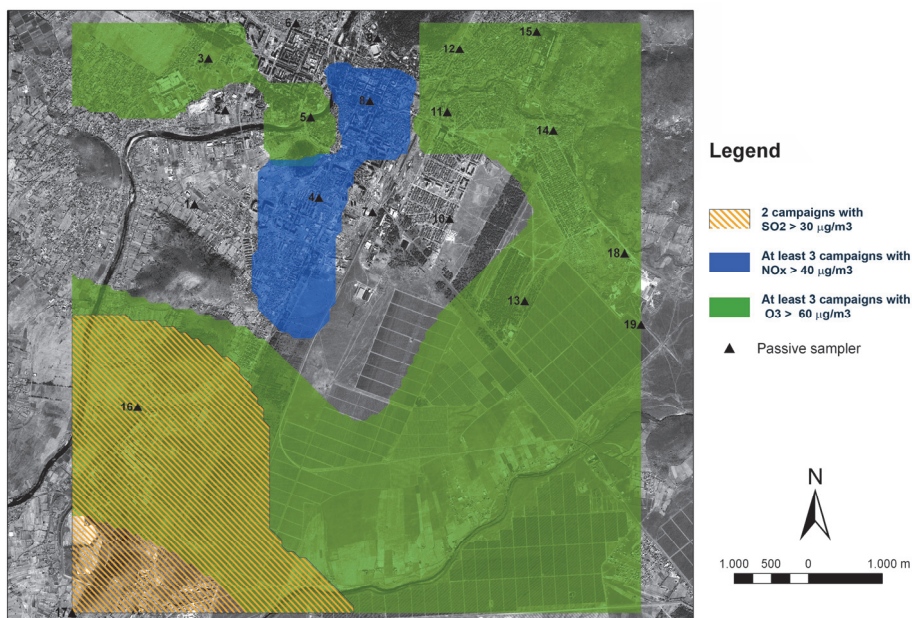 6
15
12
3
8
5
11
14
4
1
7
10
18
13
19
16
17
Legend
2 campaigns with
SO2 > 30 µg/m3
At least 3 campaigns with
NOx > 40 µg/m3
At least 3 campaigns with
O3 > 60 µg/m3
Passive sampler
N
1.000 500 0 1.000 m